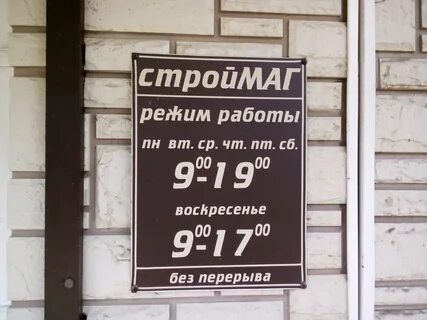 стройМАГ
режим работы
пн вт. ср. чт. пт. сб.
9⁰⁰-19⁰⁰
воскресенье
9⁰⁰-17⁰⁰
без перерыва